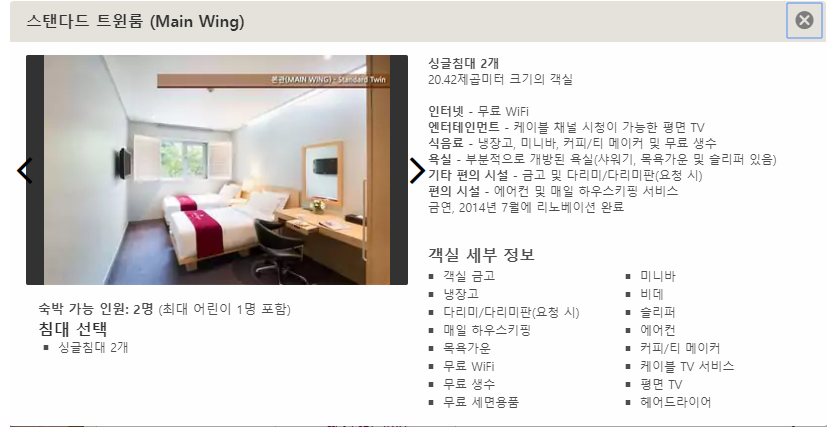 스탠다드 트윈룸 (Main Wing)
본관(MAIN WING) - Standard Twin
싱글침대 2개
20.42제곱미터 크기의 객실
인터넷 - 무료 WiFi
엔터테인먼트 - 케이블 채널 시청이 가능한 평면 TV
식음료 - 냉장고, 미니바, 커피/티 메이커 및 무료 생수
욕실 - 부분적으로 개방된 욕실(샤워기, 목욕가운 및 슬리퍼 있음)
기타 편의 시설 - 금고 및 다리미/다리미판(요청 시)
편의 시설 - 에어컨 및 매일 하우스키핑 서비스
금연, 2014년 7월에 리노베이션 완료
숙박 가능 인원: 2명 (최대 어린이 1명 포함)
침대 선택
싱글침대 2개
객실 세부 정보
객실 금고
냉장고
다리미/다리미판(요청 시)
매일 하우스키핑
목욕가운
무료 WiFi
무료 생수
무료 세면용품
미니바
비데
슬리퍼
에어컨
커피/티 메이커
케이블 TV 서비스
평면 TV
헤어드라이어